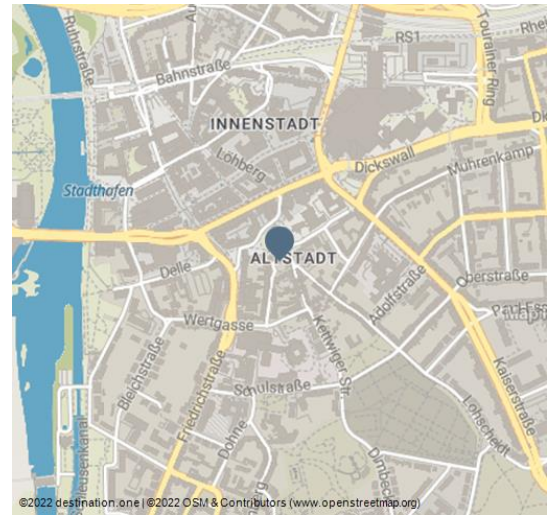 Ruhrstraße
Bahnstraße
RS1
Tourainer Ring
INNENSTADT
Löhberg
Dickswall
Stadthafen
Muhrenkamp
ALTSTADT
Delle
Oberstraße
Adolfstraße
Wertgasse
Kettwiger Str.
Kaiserstraße
Bleichstraße
Friedrichstraße
Schulstraße
Dohne
Lohscheidt
©2022 destination.one | ©2022 OSM & Contributors (www.openstreetmap.org)